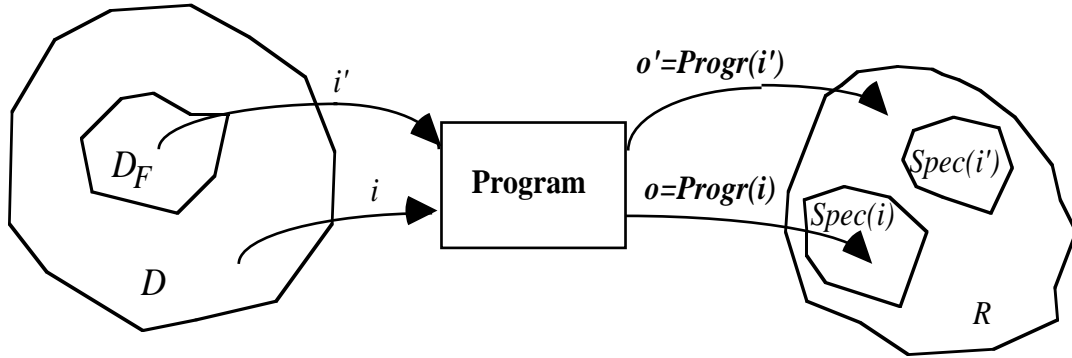 i'
o'=Progr(i')
D_F
Spec(i')
i
Program
o=Progr(i)
Spec(i)
D
R